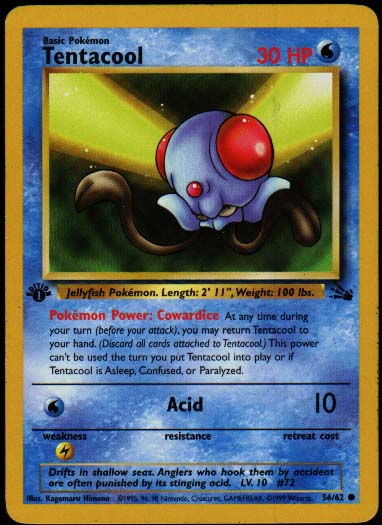 Basic Pokémon
Tentacool 30 HP
EDITION
1
Jellyfish Pokémon. Length: 2' 11", Weight: 100 lbs.
Pokémon Power: Cowardice At any time during
your turn (before your attack), you may return Tentacool to
your hand. (Discard all cards attached to Tentacool.) This power
can't be used the turn you put Tentacool into play or if
Tentacool is Asleep, Confused, or Paralyzed.
Acid 10
weakness resistance retreat cost
Drifts in shallow seas. Anglers who hook them by accident
are often punished by its stinging acid. LV. 10 #72
Illus. Kagemaru Himeno ©1995, 96, 98 Nintendo, Creatures, GAMEFREAK. ©1999 Wizards. 56/62